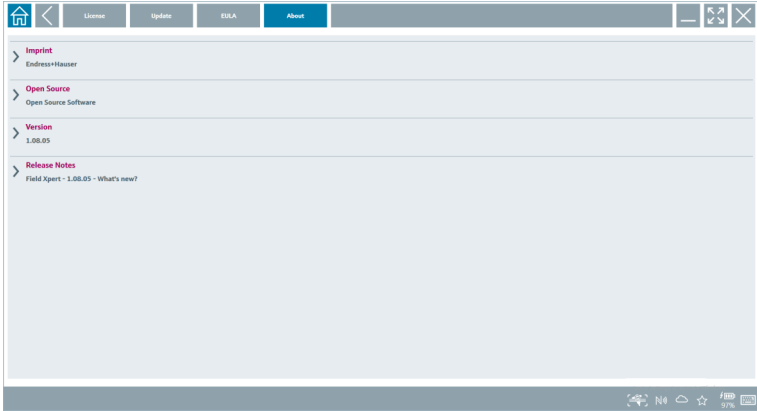 License Update EULA About
Imprint
Endress+Hauser
Open Source
Open Source Software
Version
1.08.05
Release Notes
Field Xpert - 1.08.05 - What's new?
97%